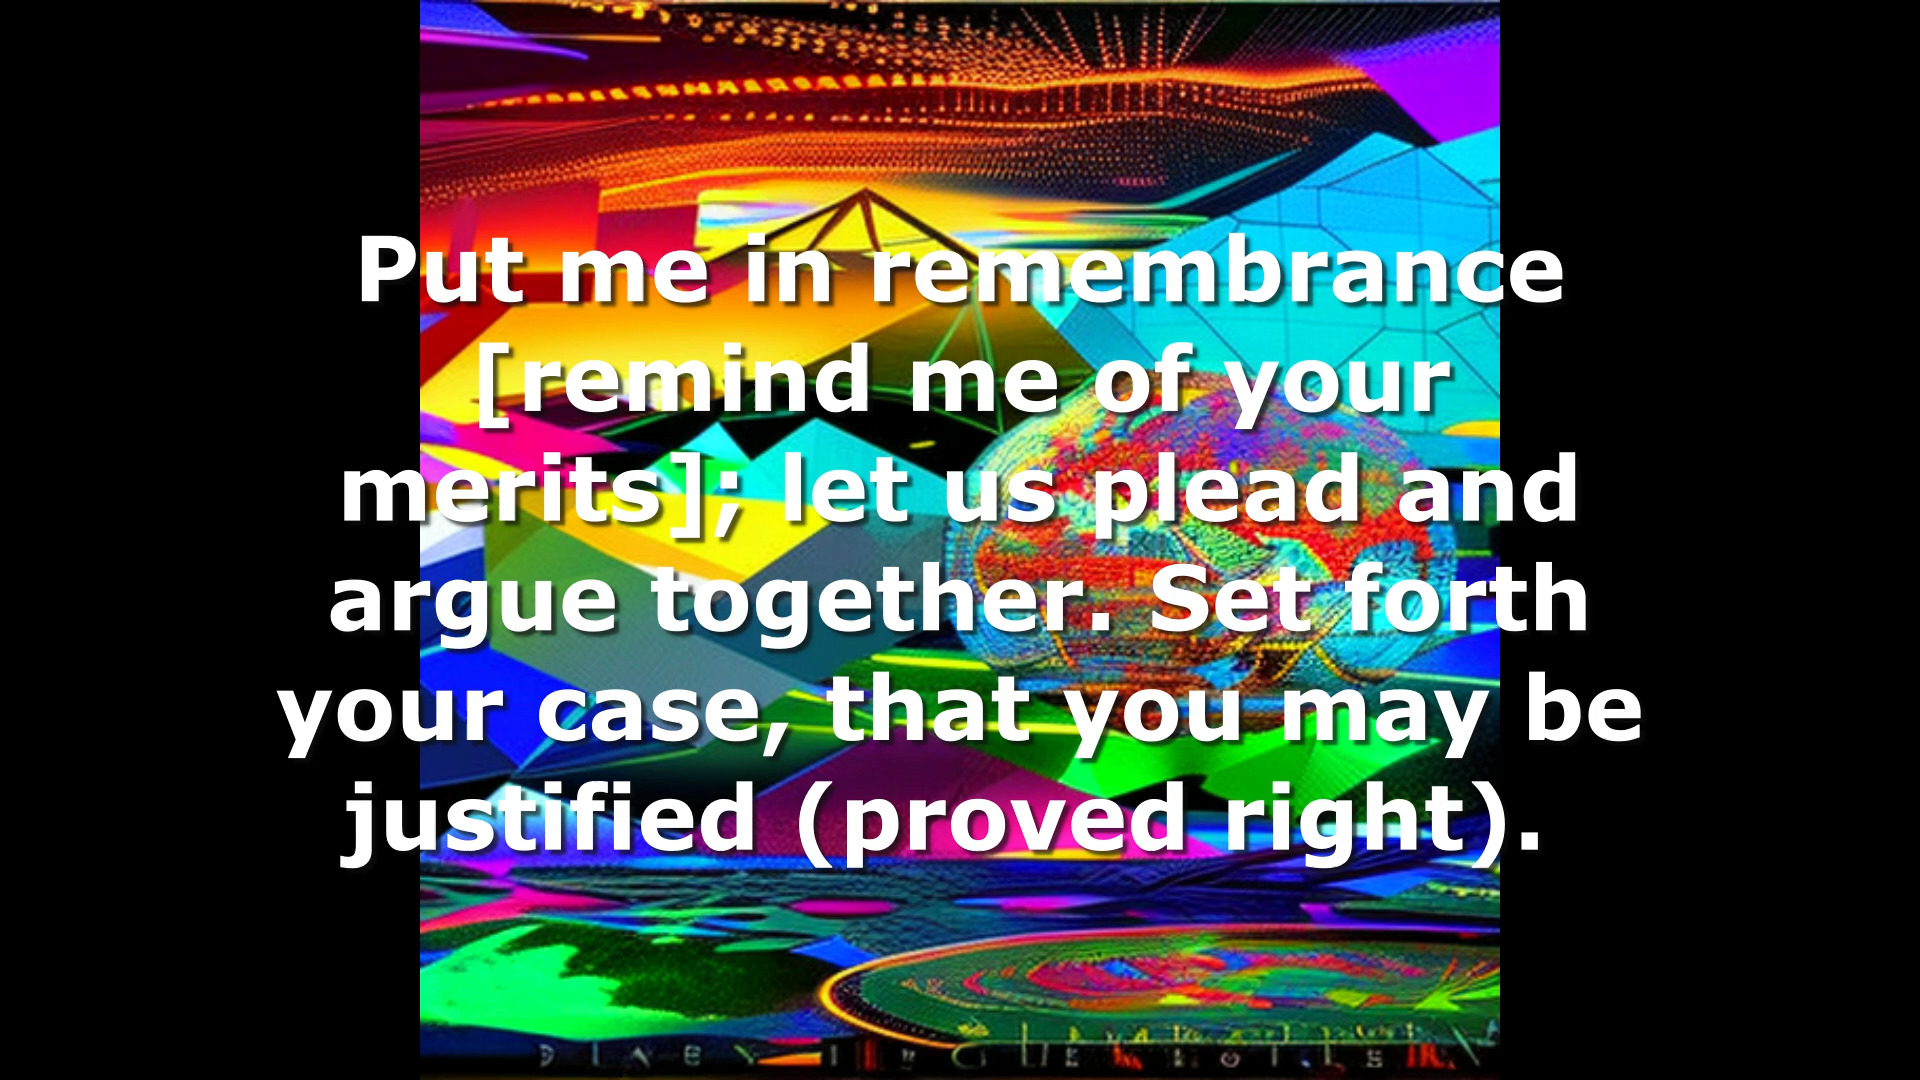 Put me in remembrance
[remind me of your
merits]; let us plead and
argue together. Set forth
your case, that you may be
justified (proved right).